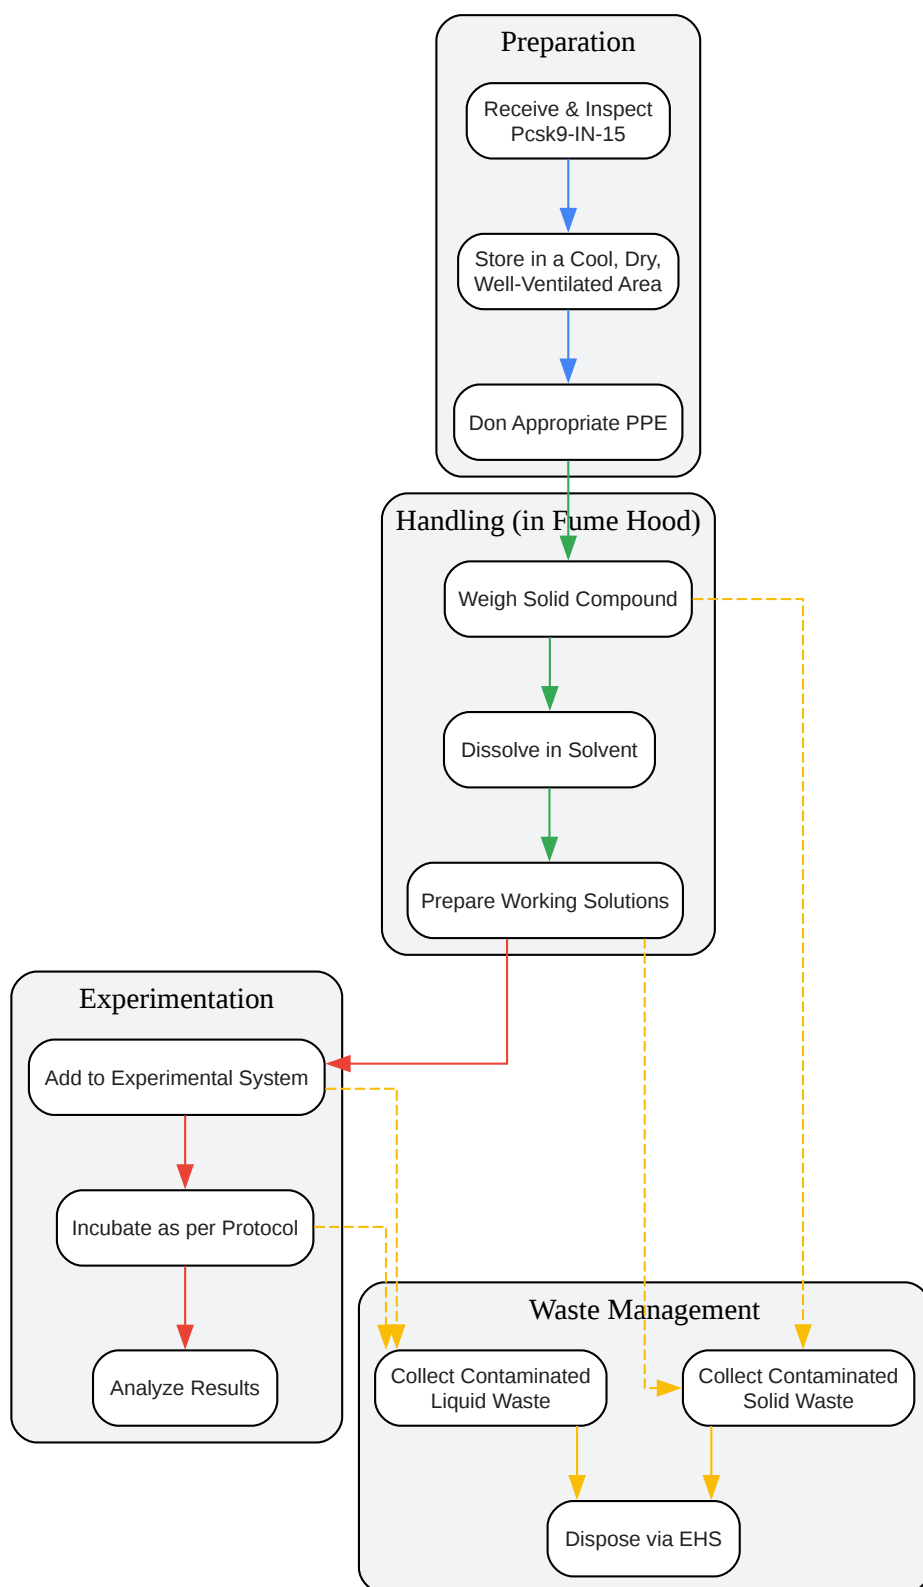 Preparation
Receive & Inspect
Pcsk9-IN-15
Store in a Cool, Dry,
Well-Ventilated Area
Don Appropriate PPE
Handling (in Fume Hood)
Weigh Solid Compound
Dissolve in Solvent
Prepare Working Solutions
Experimentation
Add to Experimental System
Incubate as per Protocol
Analyze Results
Waste Management
Collect Contaminated
Liquid Waste
Collect Contaminated
Solid Waste
Dispose via EHS